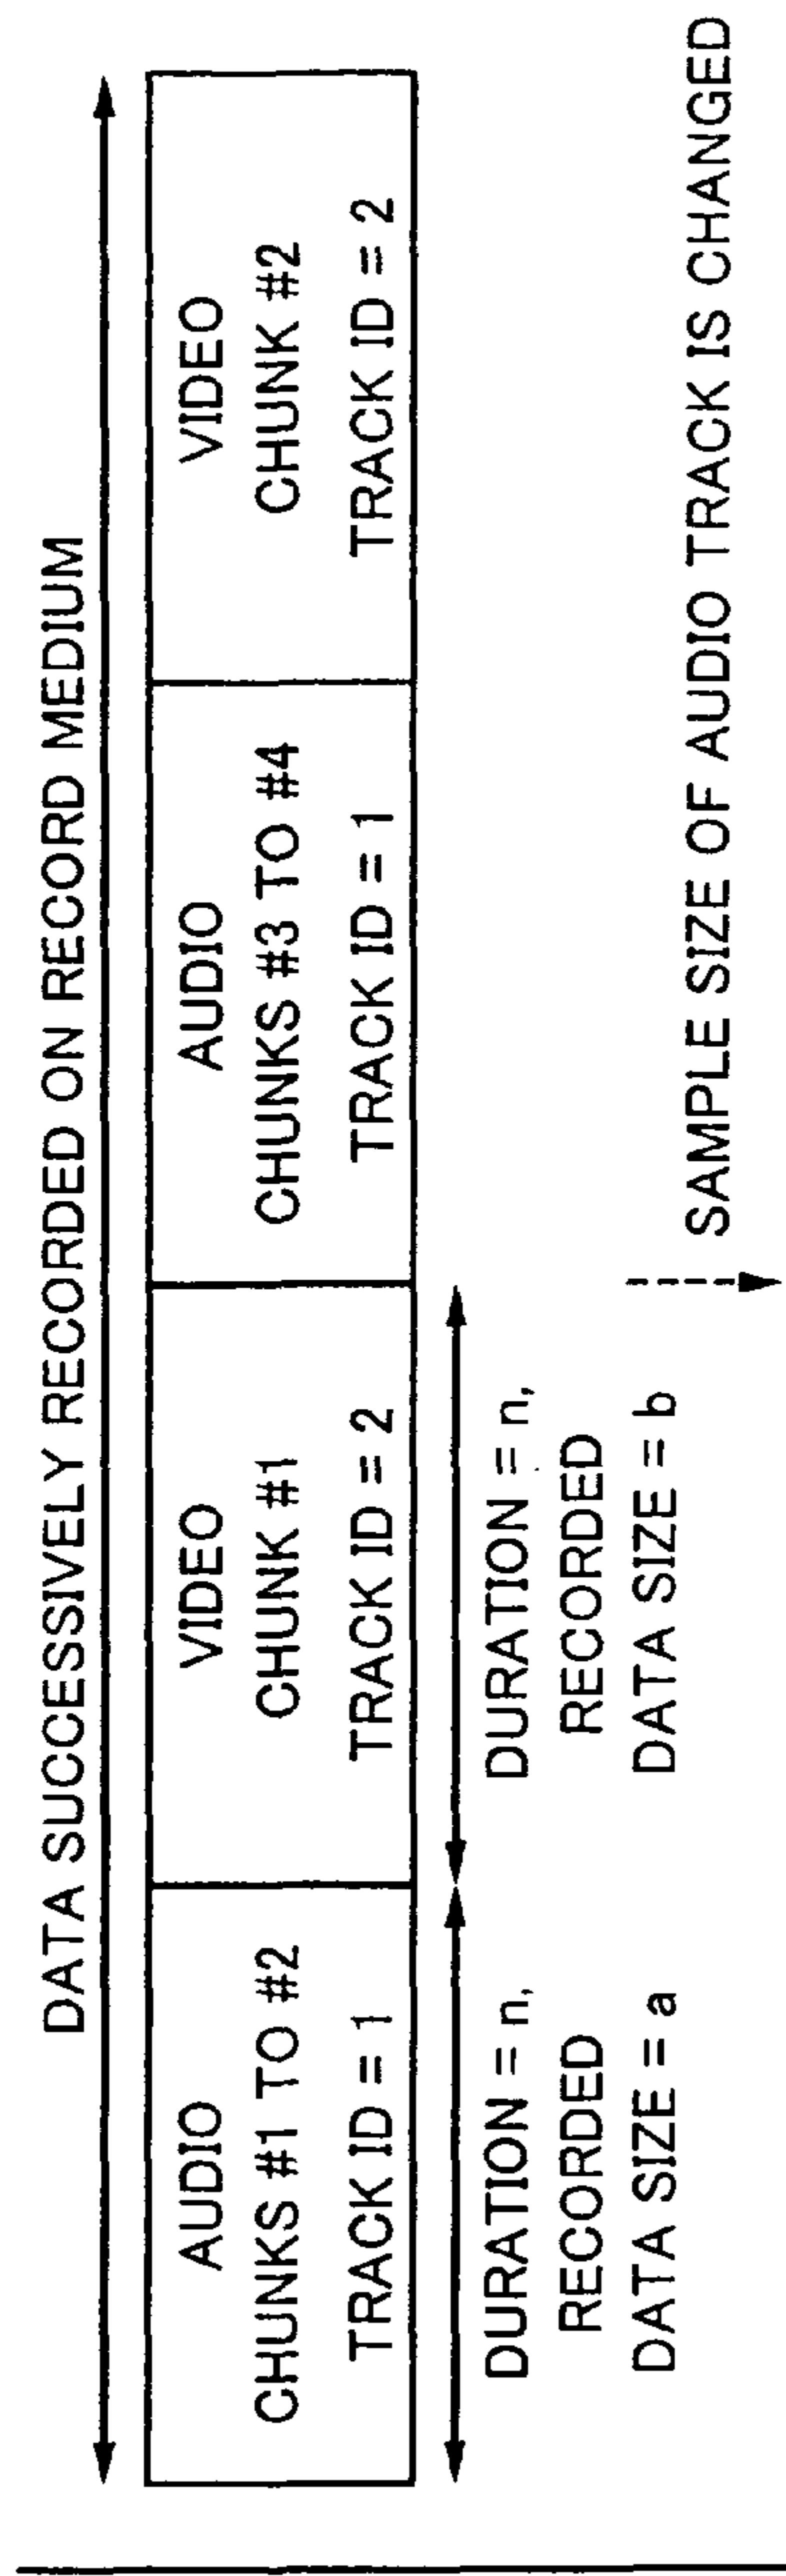 DATA SUCCESSIVELY RECORDED ON RECORD MEDIUM
AUDIO
CHUNKS #1 TO #2
TRACK ID = 1
VIDEO
CHUNK #1
TRACK ID = 2
AUDIO
CHUNKS #3 TO #4
TRACK ID = 1
VIDEO
CHUNK #2
TRACK ID = 2
DURATION = n,
RECORDED
DATA SIZE = a
DURATION = n,
RECORDED
DATA SIZE = b
SAMPLE SIZE OF AUDIO TRACK IS CHANGED